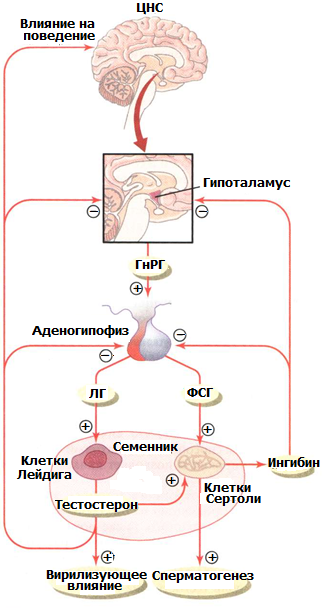 ЦНС
Влияние на
поведение
Гипоталамус
−
−
ГнРГ
+
Аденогипофиз
−
−
ЛГ
ФСГ
+
+
Семенник
Клетки
Лейдига
Ингибин
+
Клетки
Сертоли
Тестостерон
+
+
Вирилизующее
влияние
Сперматогенез